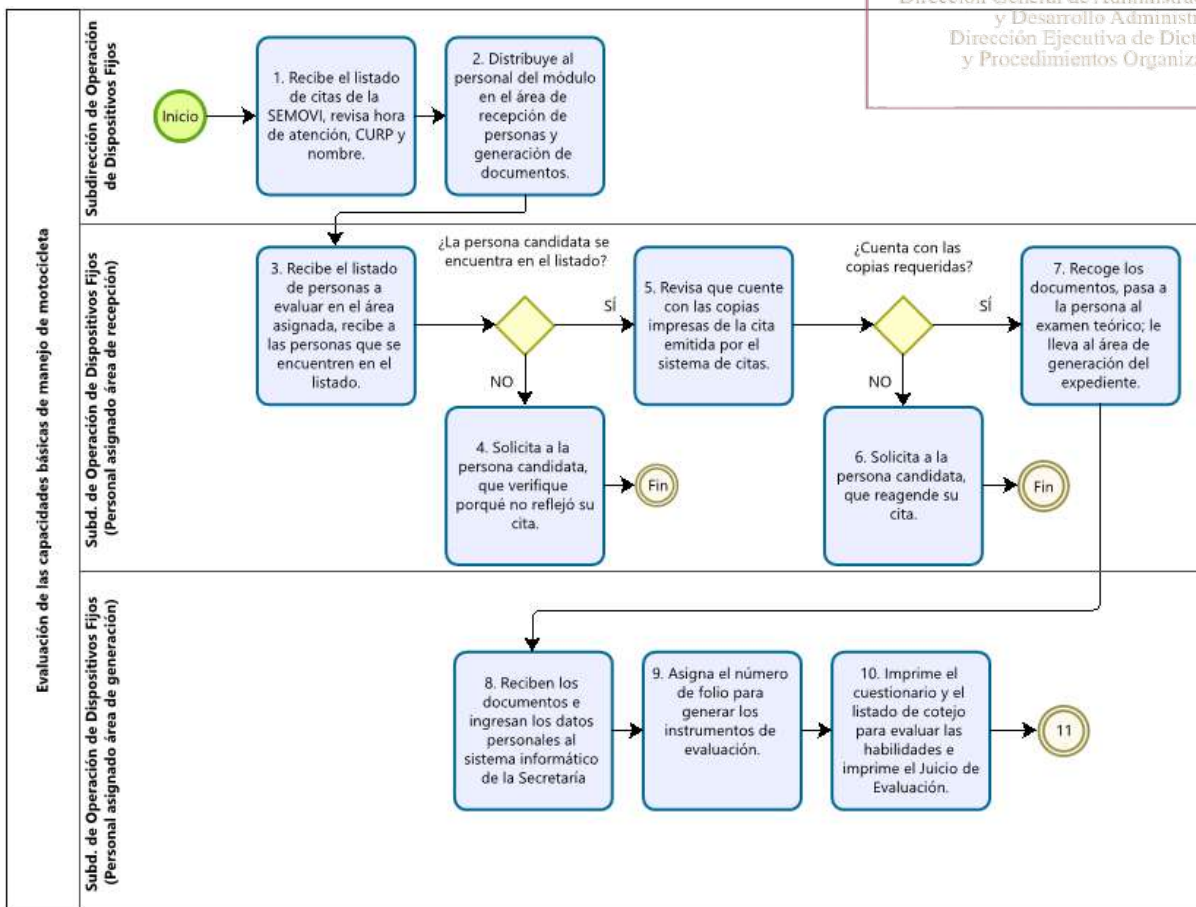 y Desarrollo Administ
Dirección Ejecutiva de Dict
y Procedimientos Organiz
Evaluación de las capacidades básicas de manejo de motocicleta
Subdirección de Operación
de Dispositivos Fijos
Inicio
1. Recibe el listado
de citas de la
SEMOVI, revisa hora
de atención, CURP y
nombre.
2. Distribuye al
personal del módulo
en el área de
recepción de
personas y
generación de
documentos.
Subd. de Operación de Dispositivos Fijos
(Personal asignado área de recepción)
3. Recibe el listado
de personas a
evaluar en el área
asignada, recibe a
las personas que se
encuentren en el
listado.
¿La persona candidata se
encuentra en el listado?
SÍ
NO
4. Solicita a la
persona candidata,
que verifique
porqué no reflejó su
cita.
Fin
5. Revisa que cuente
con las copias
impresas de la cita
emitida por el
sistema de citas.
¿Cuenta con las
copias requeridas?
SÍ
NO
6. Solicita a la
persona candidata,
que reagende su
cita.
Fin
7. Recoge los
documentos, pasa a
la persona al
examen teórico; le
lleva al área de
generación del
expediente.
Subd. de Operación de Dispositivos Fijos
(Personal asignado área de generación)
8. Reciben los
documentos e
ingresan los datos
personales al
sistema informático
de la Secretaría
9. Asigna el número
de folio para
generar los
instrumentos de
evaluación.
10. Imprime el
cuestionario y el
listado de cotejo
para evaluar las
habilidades e
imprime el Juicio de
Evaluación.
11